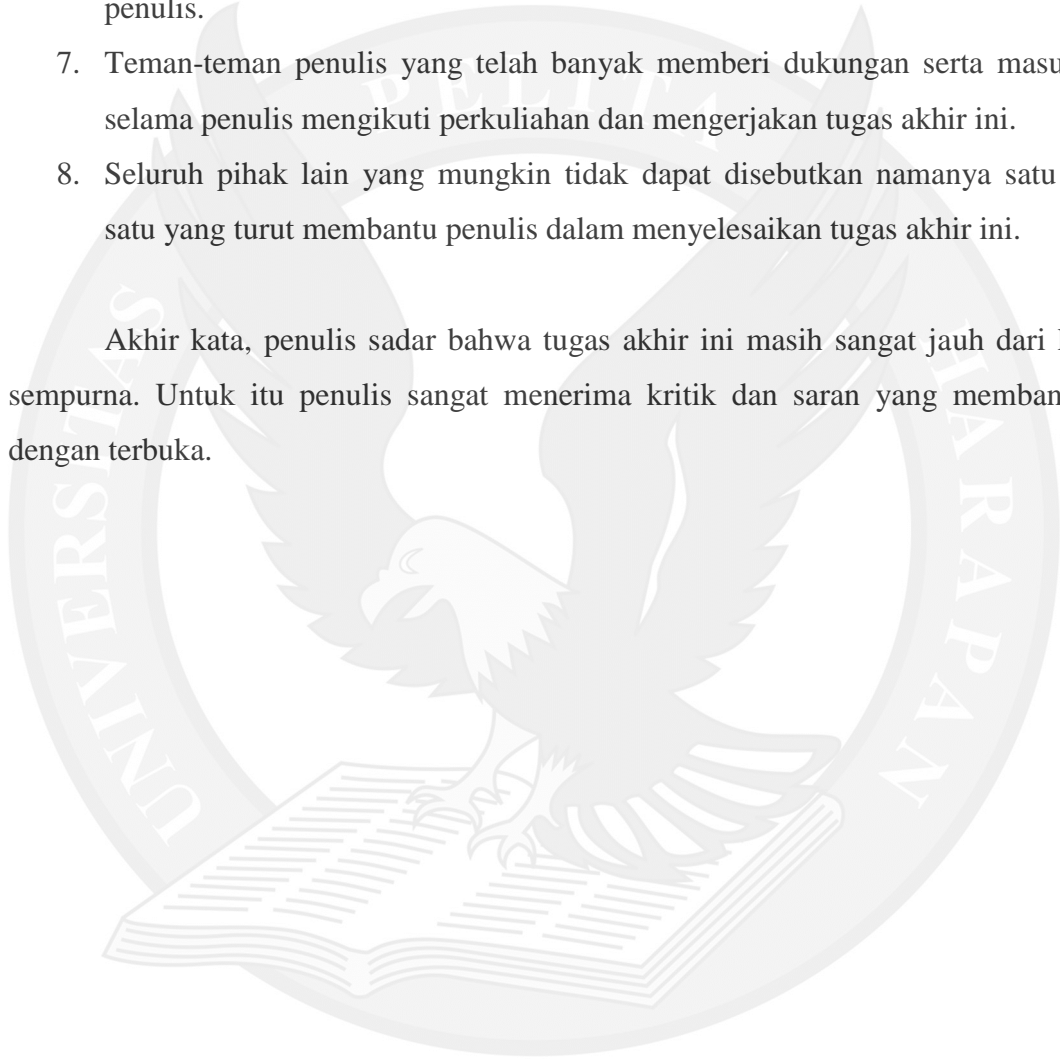 penulis.
7. Teman-teman penulis yang telah banyak memberi dukungan serta
selama penulis mengikuti perkuliahan dan mengerjakan tugas akhir ini.
8. Seluruh pihak lain yang mungkin tidak dapat disebutkan namanya satu
satu yang turut membantu penulis dalam menyelesaikan tugas akhir ini.
Akhir kata, penulis sadar bahwa tugas akhir ini masih sangat jauh dari
sempurna. Untuk itu penulis sangat menerima kritik dan saran yang
dengan terbuka.
UNIVERSITAS PELITA HARAPAN